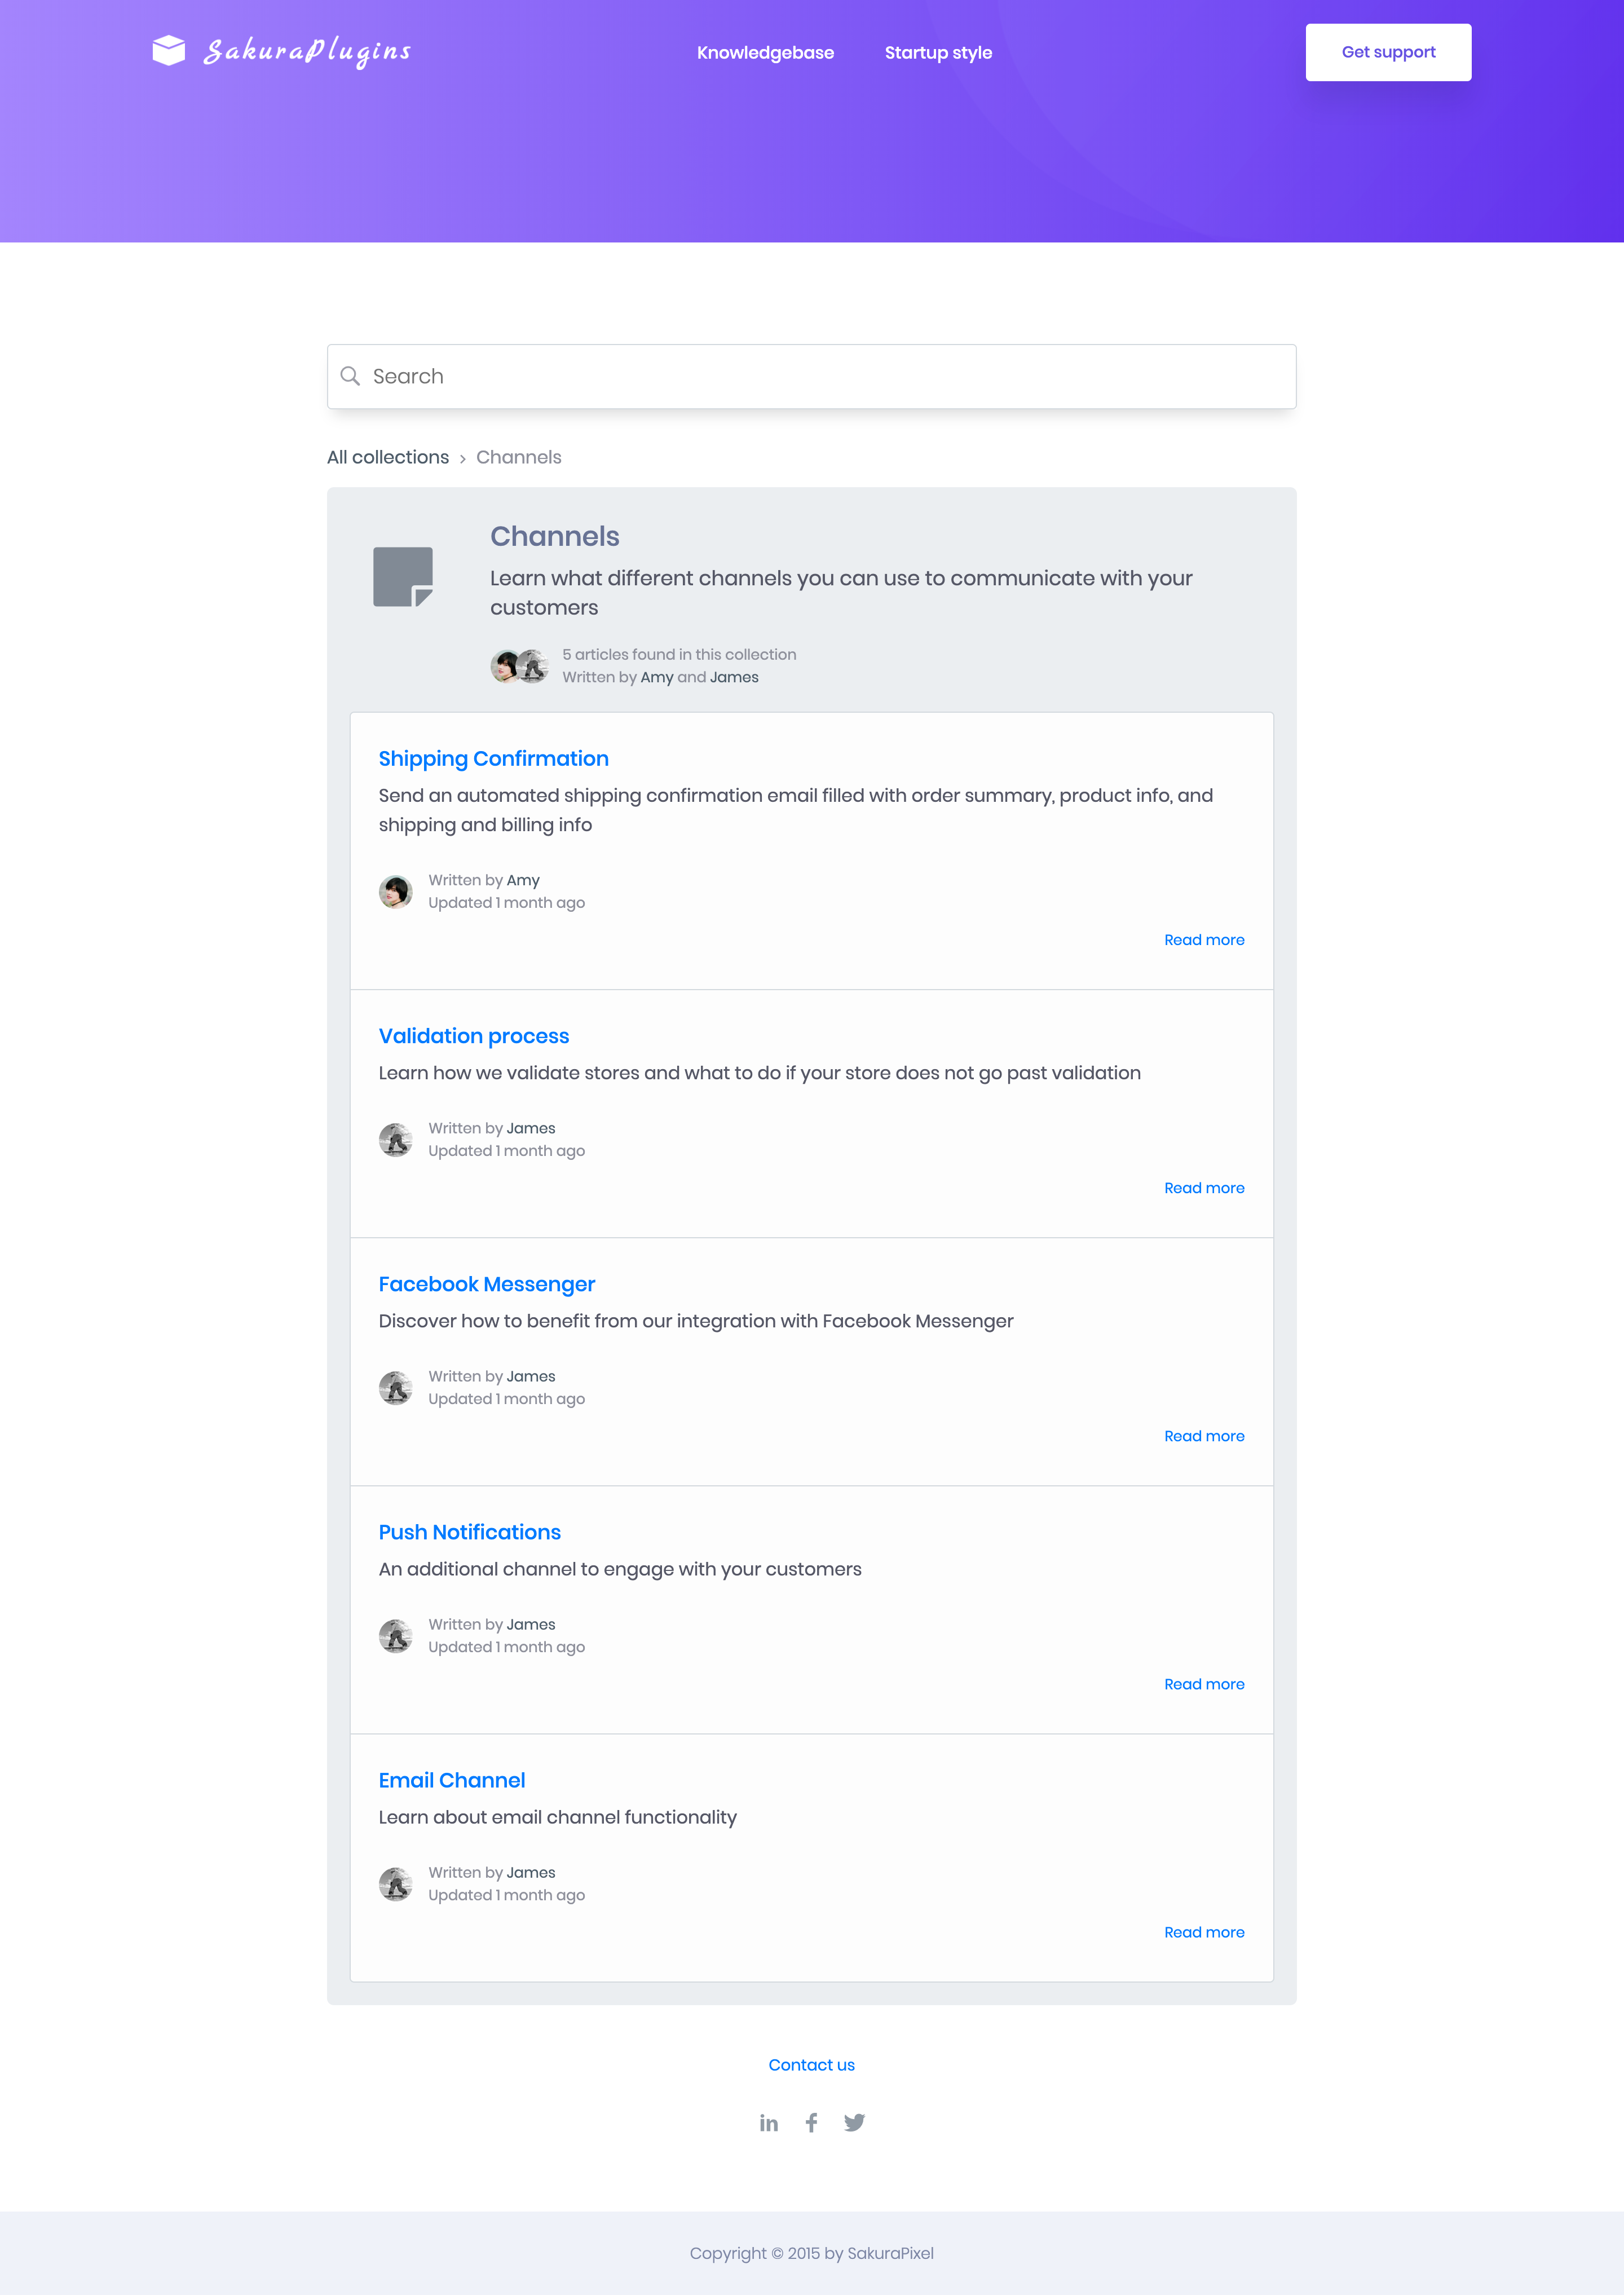 SakuraPlugins
Knowledgebase
Startup style
Get support
Search
All collections › Channels
Channels
Learn what different channels you can use to communicate with your
customers
5 articles found in this collection
Written by Amy and James
Shipping Confirmation
Send an automated shipping confirmation email filled with order summary, product info, and
shipping and billing info
Written by Amy
Updated 1 month ago
Read more
Validation process
Learn how we validate stores and what to do if your store does not go past validation
Written by James
Updated 1 month ago
Read more
Facebook Messenger
Discover how to benefit from our integration with Facebook Messenger
Written by James
Updated 1 month ago
Read more
Push Notifications
An additional channel to engage with your customers
Written by James
Updated 1 month ago
Read more
Email Channel
Learn about email channel functionality
Written by James
Updated 1 month ago
Read more
Contact us
Copyright © 2015 by SakuraPixel